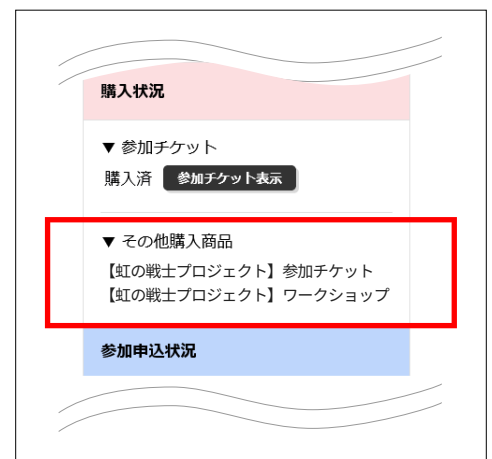 購入状況
▼ 参加チケット
購入済 参加チケット表示
▼ その他購入商品
【虹の戦士プロジェクト】参加チケット
【虹の戦士プロジェクト】ワークショップ
参加申込状況